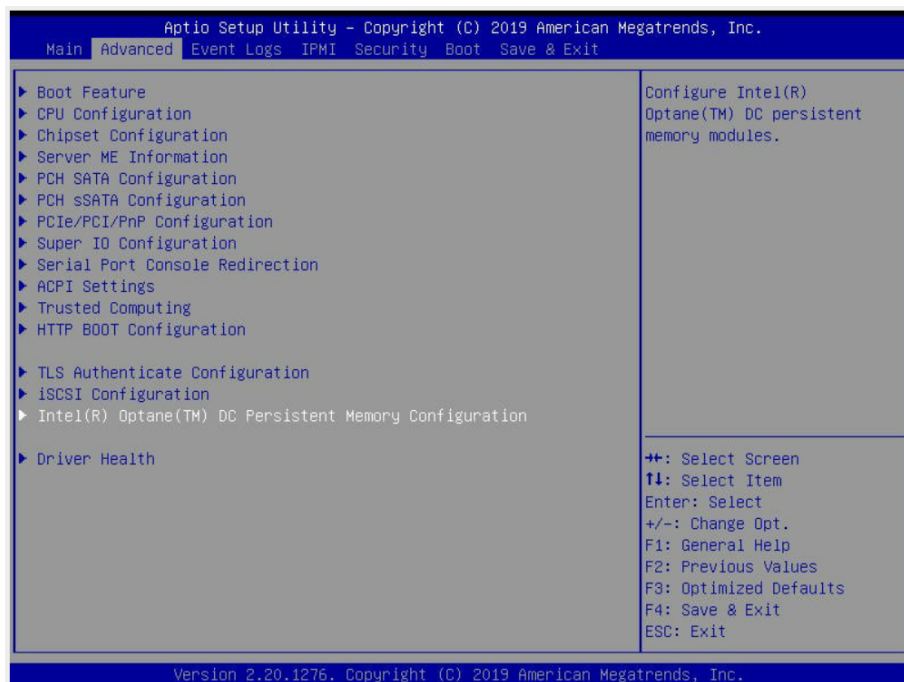 Aptio Setup Utility – Copyright (C) 2019 American Megatrends, Inc.
Main Advanced Event Logs IPMI Security Boot Save & Exit
▶ Boot Feature
▶ CPU Configuration
▶ Chipset Configuration
▶ Server ME Information
▶ PCH SATA Configuration
▶ PCH sSATA Configuration
▶ PCIe/PCI/PnP Configuration
▶ Super IO Configuration
▶ Serial Port Console Redirection
▶ ACPI Settings
▶ Trusted Computing
▶ HTTP BOOT Configuration
▶ TLS Authenticate Configuration
▶ iSCSI Configuration
▶ Intel(R) Optane(TM) DC Persistent Memory Configuration
▶ Driver Health
Configure Intel(R)
Optane(TM) DC persistent
memory modules.
→←: Select Screen
↑↓: Select Item
Enter: Select
+/-: Change Opt.
F1: General Help
F2: Previous Values
F3: Optimized Defaults
F4: Save & Exit
ESC: Exit
Version 2.20.1276. Copyright (C) 2019 American Megatrends, Inc.